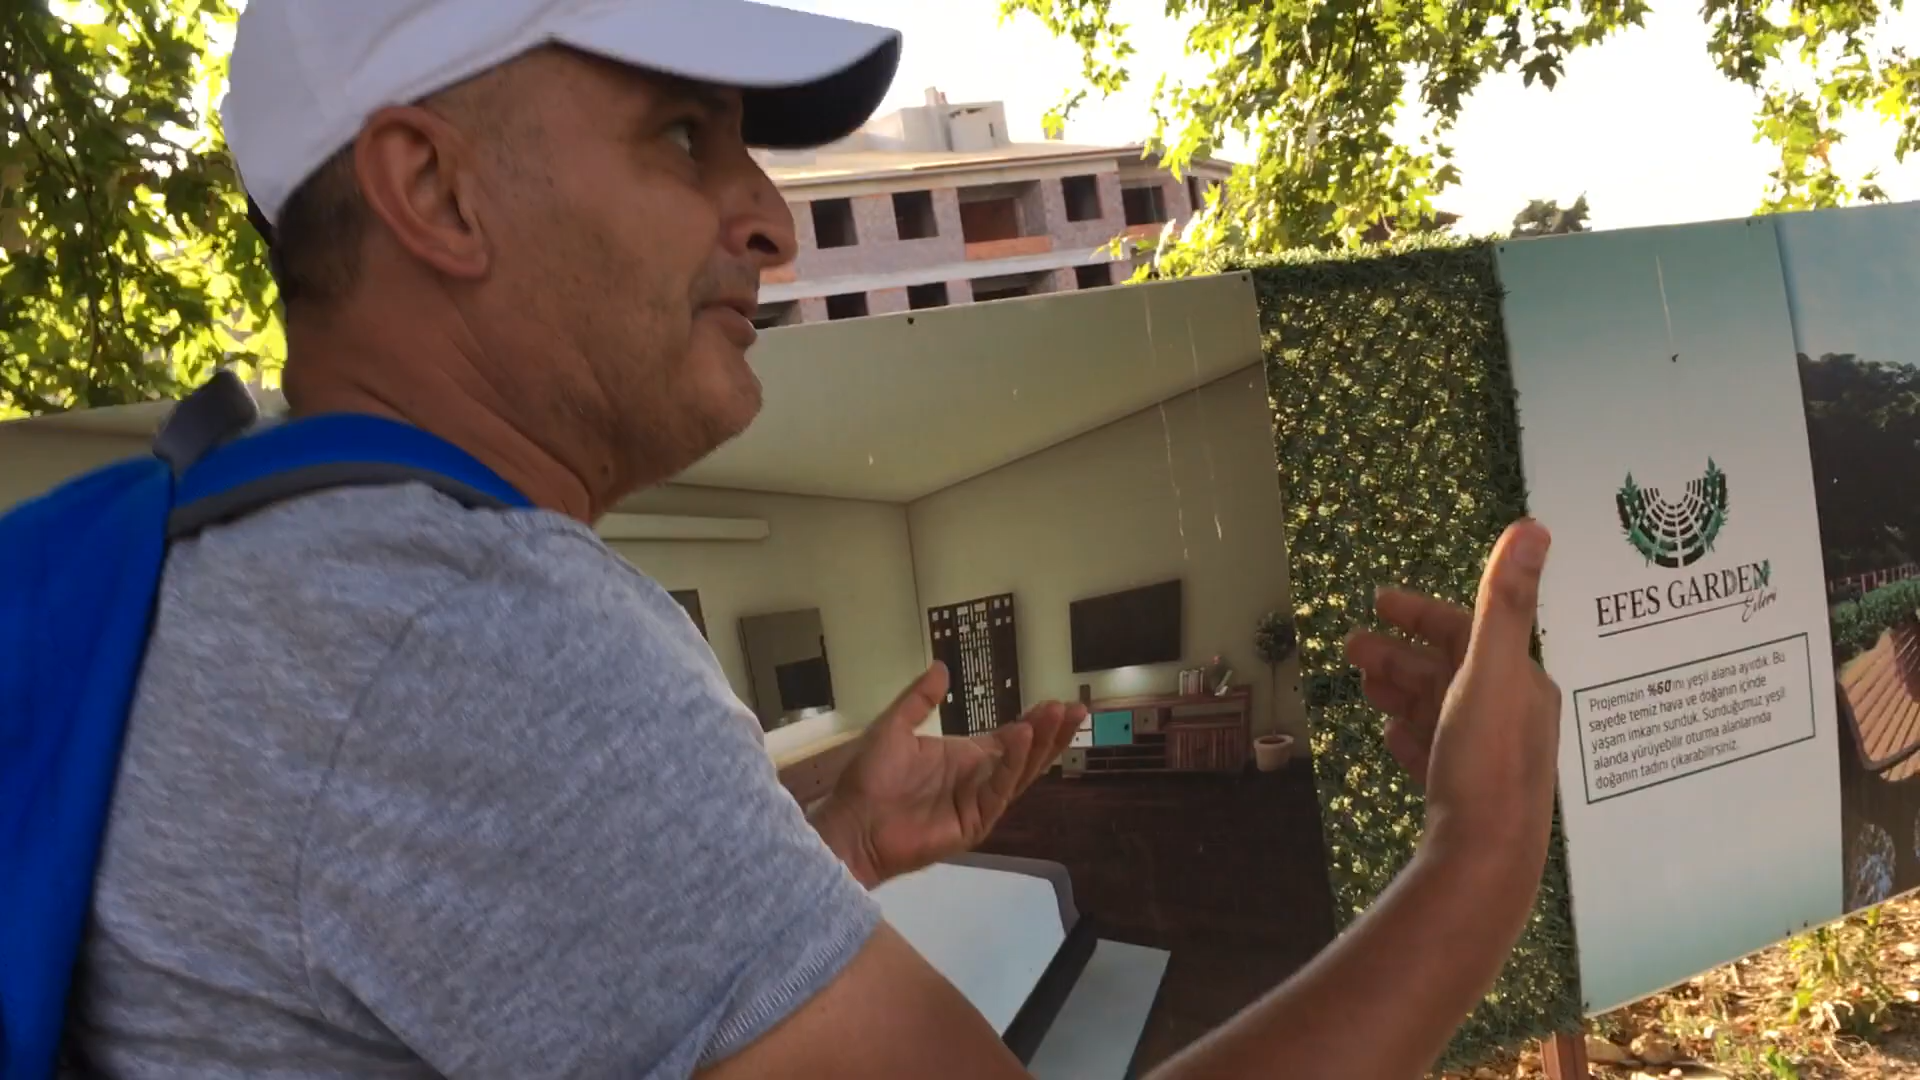 EFES GARDEN
Evleri
Projemizin %60'ını yeşil alana ayırdık. Bu
sayede temiz hava ve doğanın içinde
yaşam imkanı sunduk. Sunduğumuz yeşil
alanda yürüyebilir oturma alanlarında
doğanın tadını çıkarabilirsiniz.